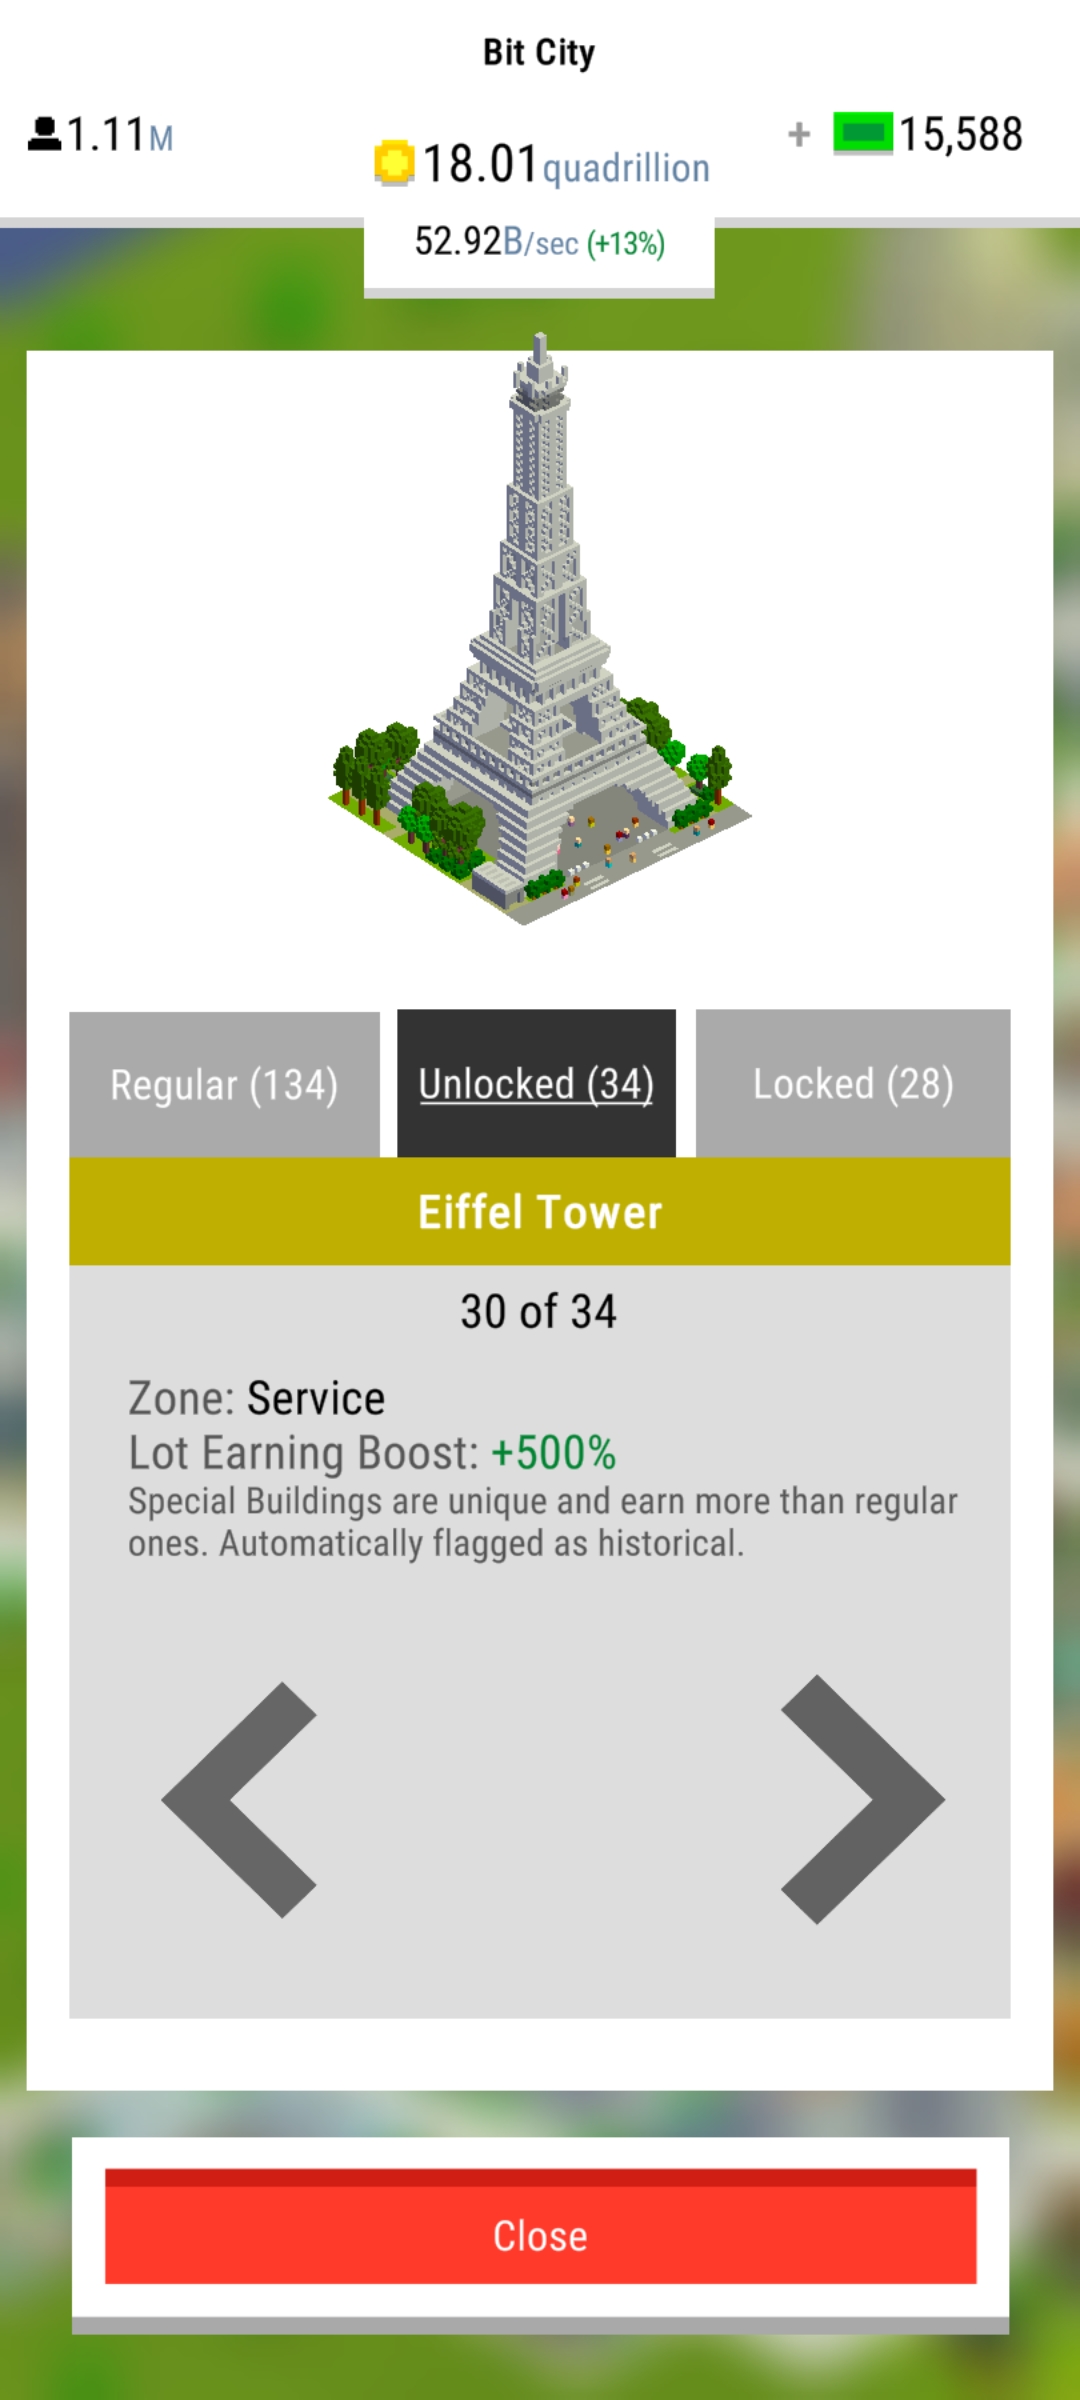 Bit City
1.11M
18.01quadrillion
+ 15,588
52.92B/sec (+13%)
Regular (134)
Unlocked (34)
Locked (28)
Eiffel Tower
30 of 34
Zone: Service
Lot Earning Boost: +500%
Special Buildings are unique and earn more than regular
ones. Automatically flagged as historical.
Close